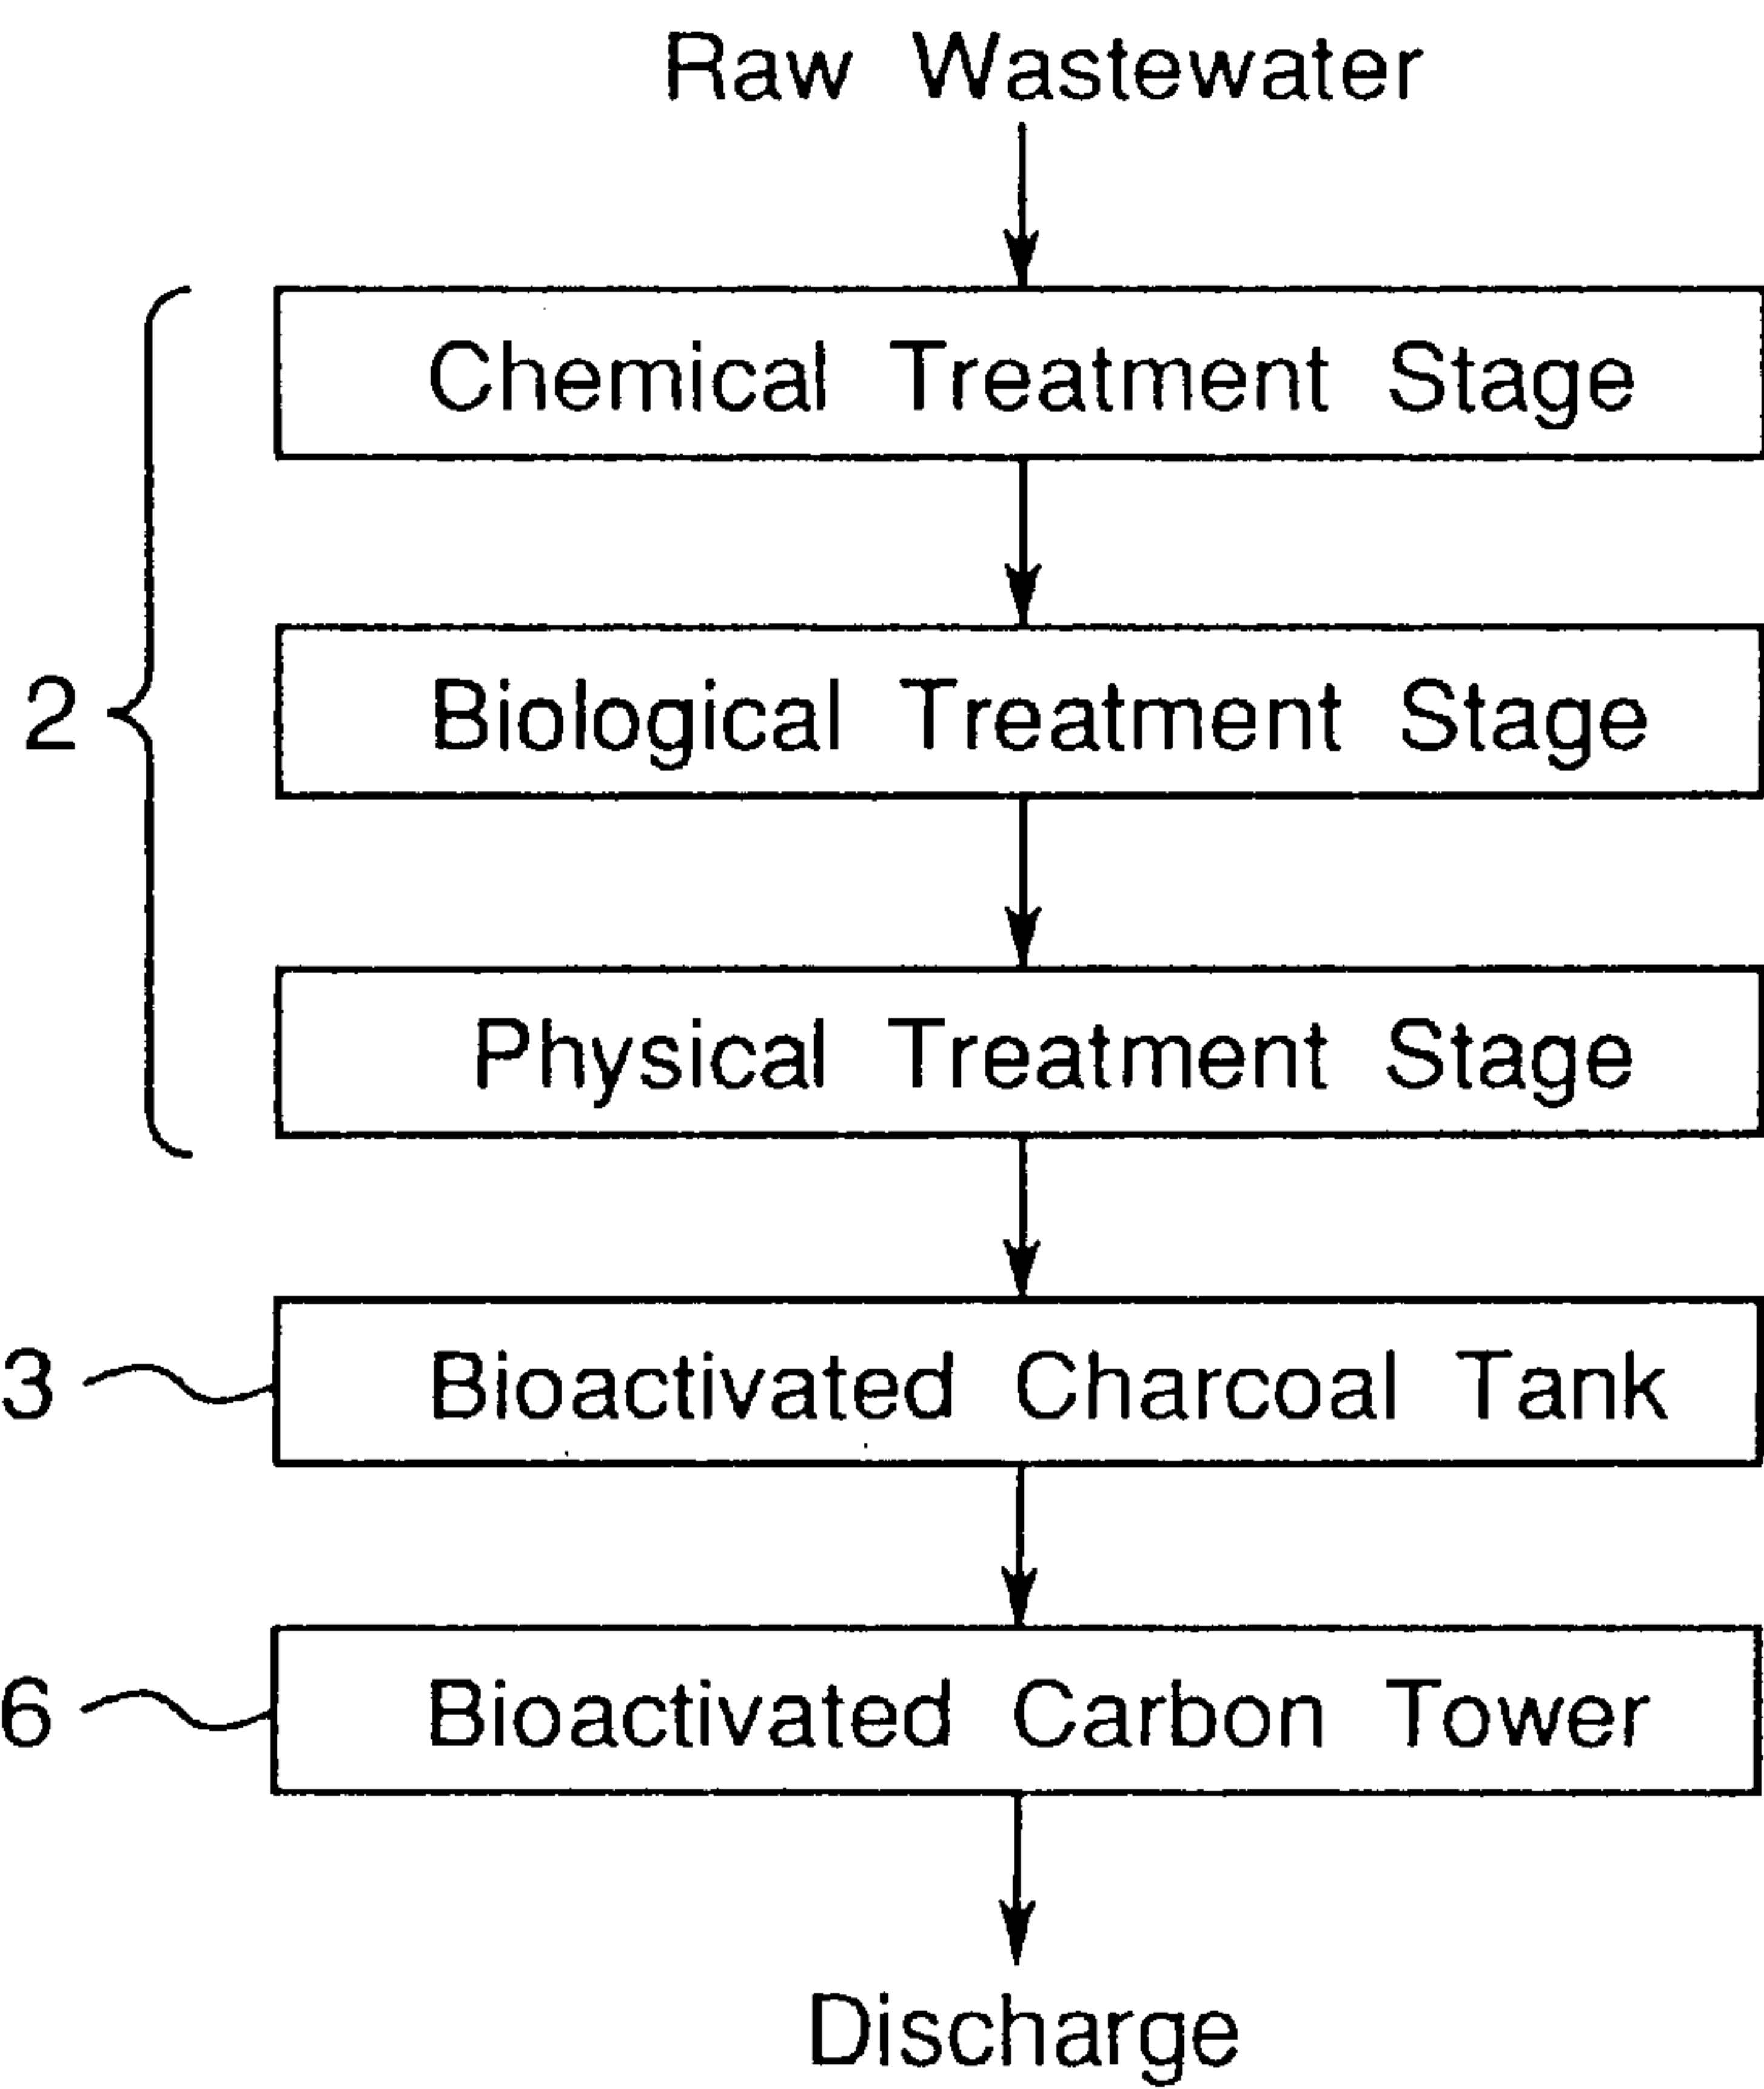 Raw Wastewater
Chemical Treatment Stage
2
Biological Treatment Stage
Physical Treatment Stage
3
Bioactivated Charcoal Tank
6
Bioactivated Carbon Tower
Discharge